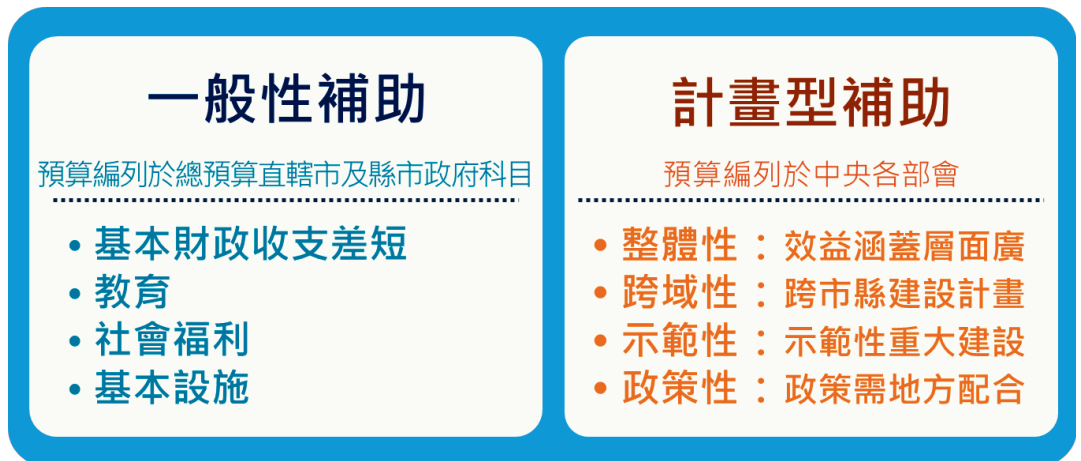 一般性補助
預算編列於總預算直轄市及縣市政府科目
• 基本財政收支差短
• 教育
• 社會福利
• 基本設施
計畫型補助
預算編列於中央各部會
• 整體性：效益涵蓋層面廣
• 跨域性：跨市縣建設計畫
• 示範性：示範性重大建設
• 政策性：政策需地方配合